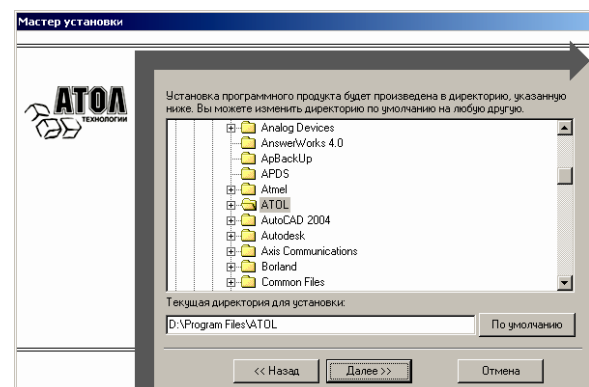 Мастер установки
АТОЛ
ТЕХНОЛОГИИ
Установка программного продукта будет произведена в директорию, указанную
ниже. Вы можете изменить директорию по умолчанию на любую другую.
Analog Devices
AnswerWorks 4.0
ApBackUp
APDS
Atmel
ATOL
AutoCAD 2004
Autodesk
Axis Communications
Borland
Common Files
Текущая директория для установки:
D:\Program Files\ATOL
По умолчанию
<< Назад
Далее >>
Отмена